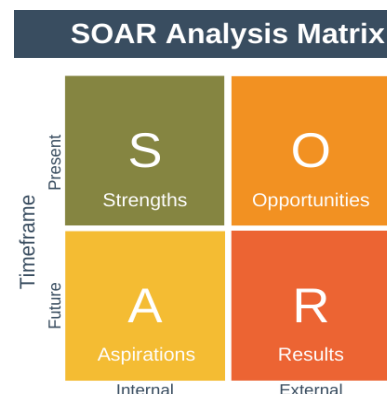 SOAR Analysis Matrix
Timeframe
Present
S
Strengths
O
Opportunities
Future
A
Aspirations
R
Results
Internal
External